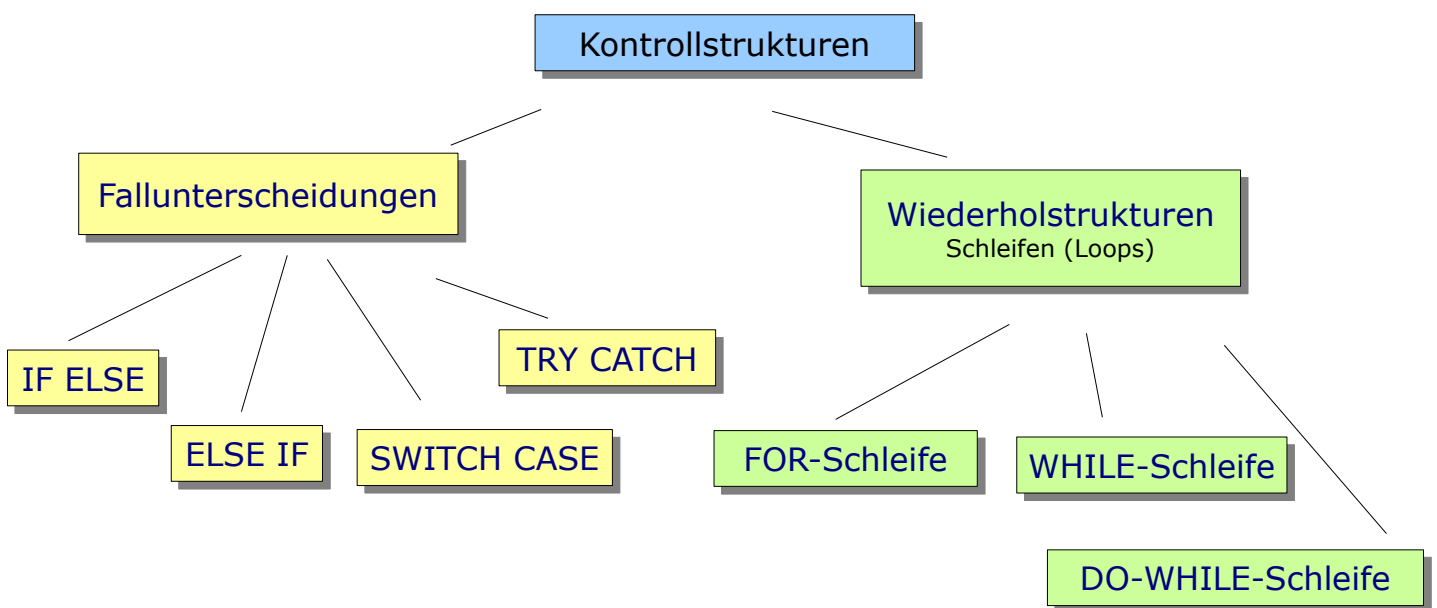 Kontrollstrukturen
Fallunterscheidungen
Wiederholstrukturen
Schleifen (Loops)
IF ELSE
ELSE IF
SWITCH CASE
TRY CATCH
FOR-Schleife
WHILE-Schleife
DO-WHILE-Schleife